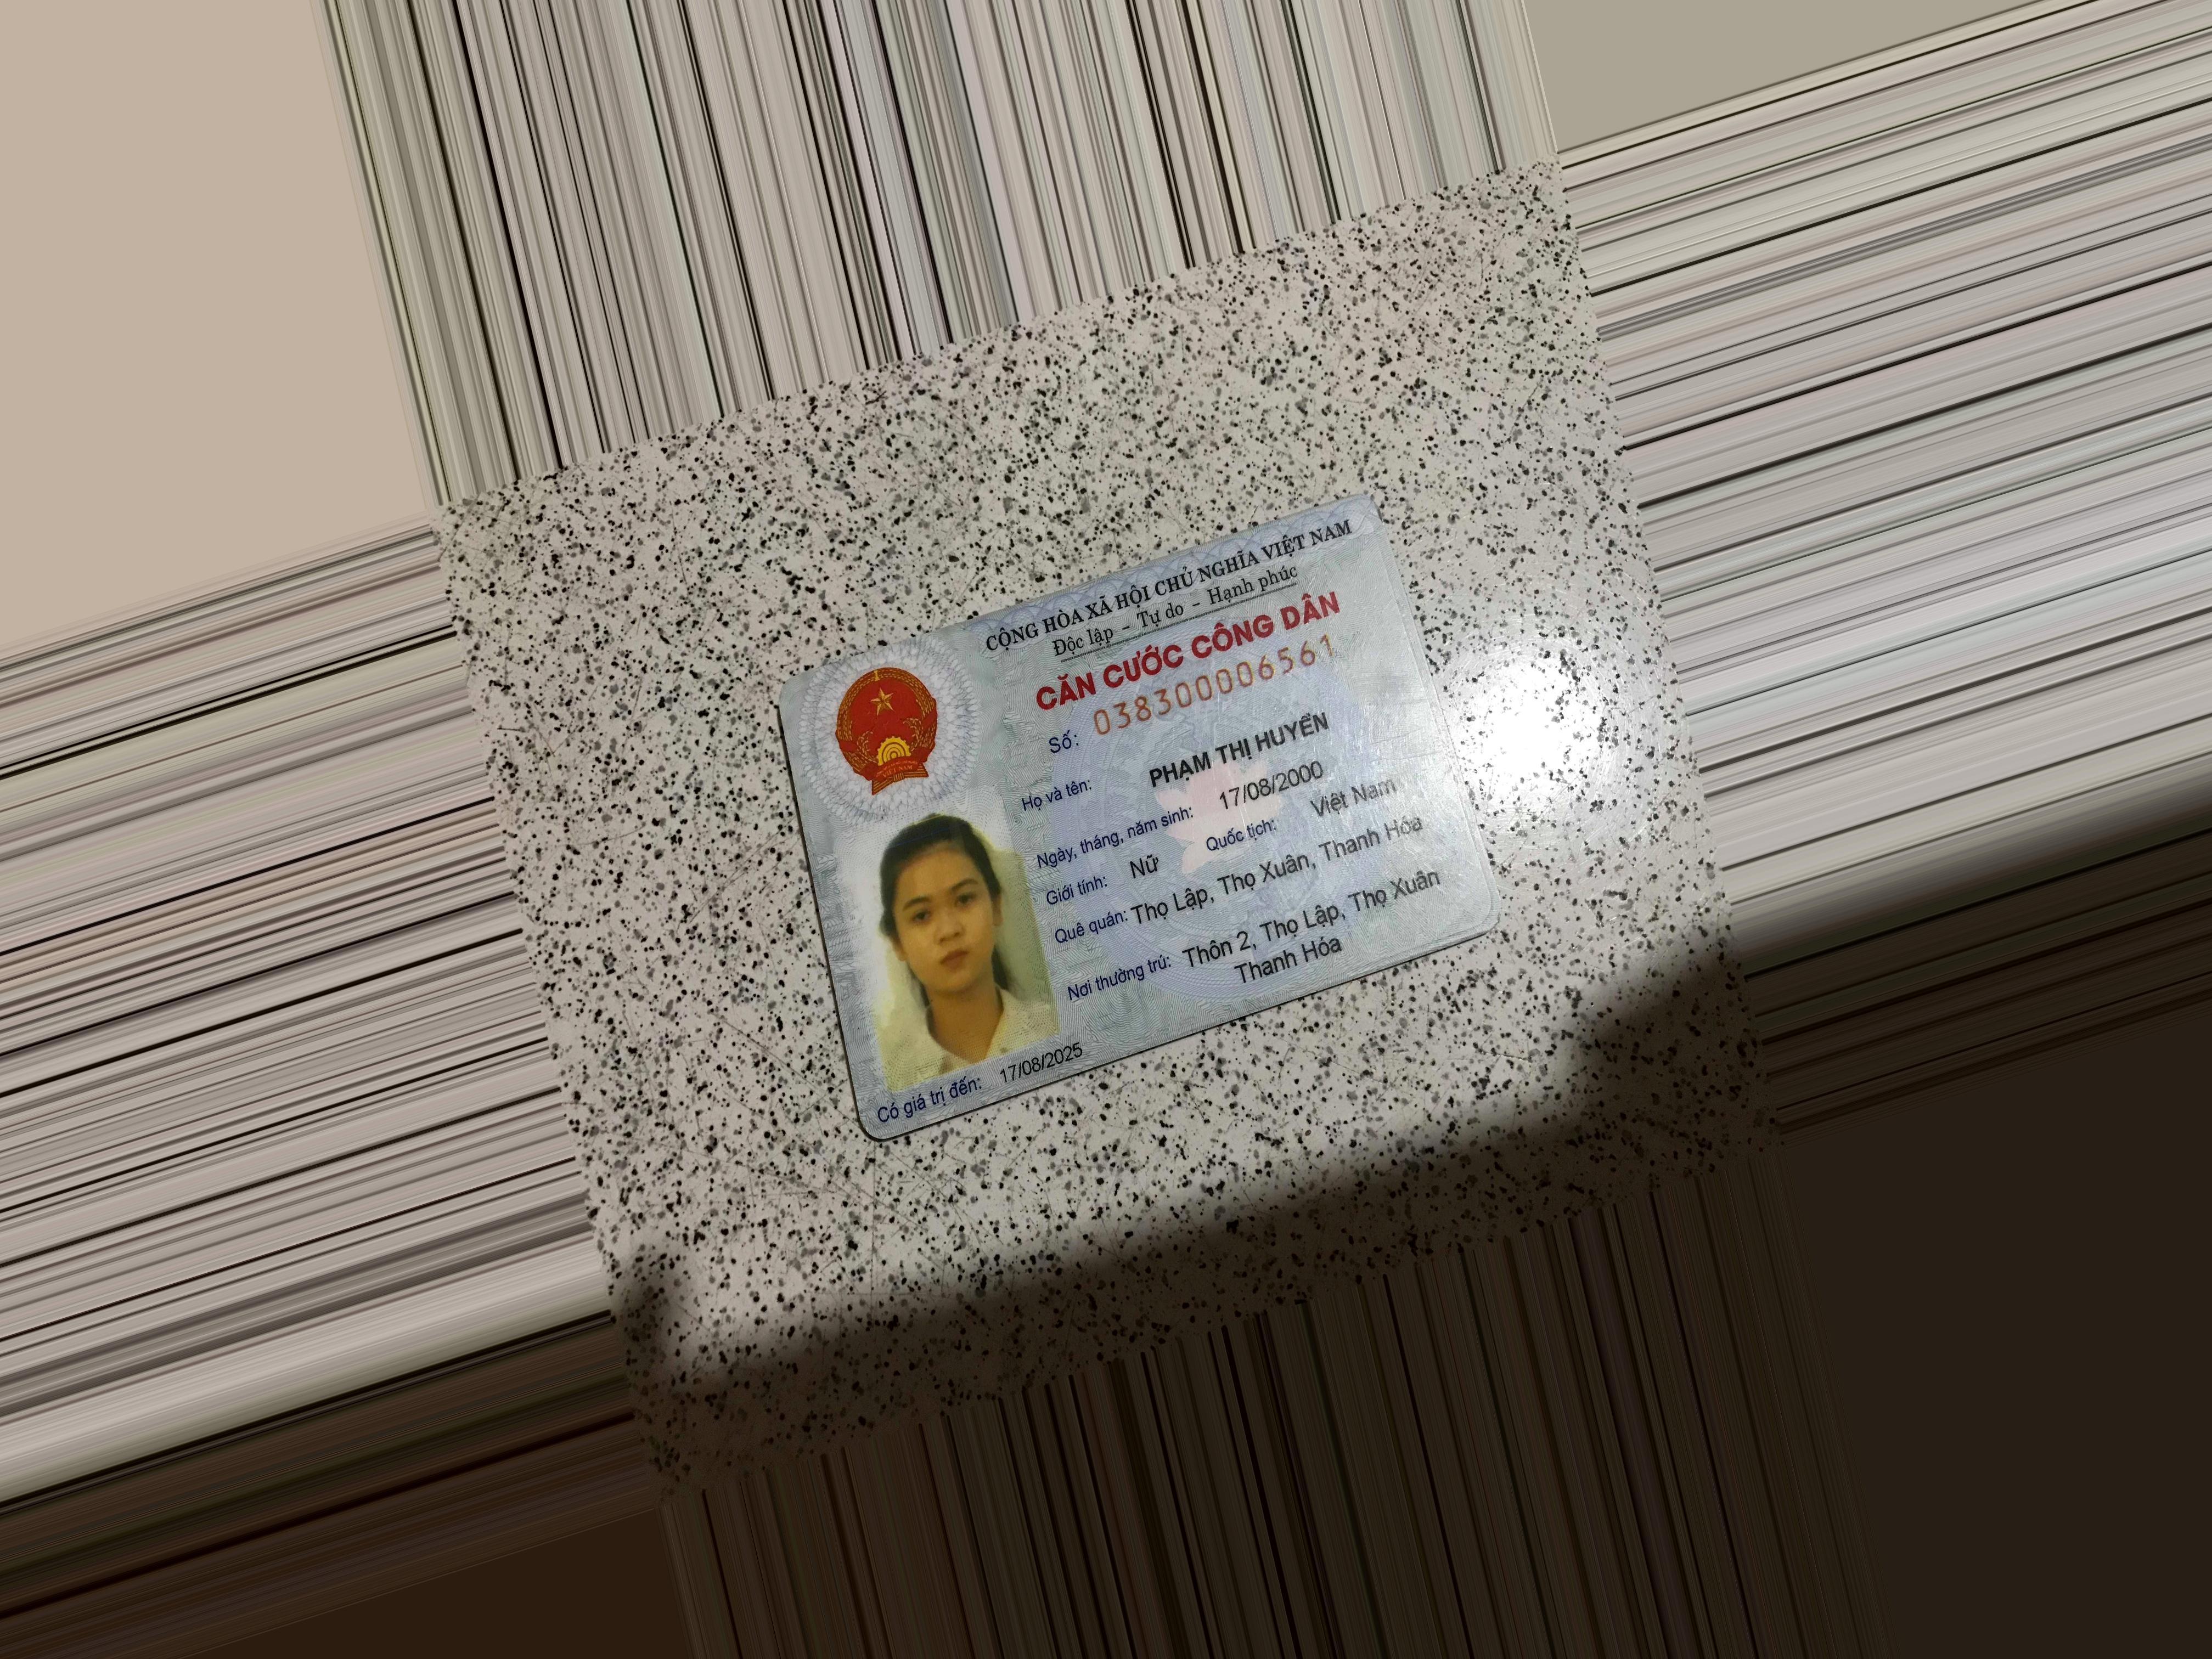 CỘNG HÒA XÃ HỘI CHỦ NGHĨA VIỆT NAM
Độc lập - Tự do - Hạnh phúc
CĂN CƯỚC CÔNG DÂN
Số: 038300006561
Họ và tên: PHẠM THỊ HUYỀN
Ngày, tháng, năm sinh: 17/08/2000
Giới tính: Nữ Quốc tịch: Việt Nam
Quê quán: Thọ Lập, Thọ Xuân, Thanh Hóa
Nơi thường trú: Thôn 2, Thọ Lập, Thọ Xuân
Thanh Hóa
Có giá trị đến: 17/08/2025
VIỆT NAM